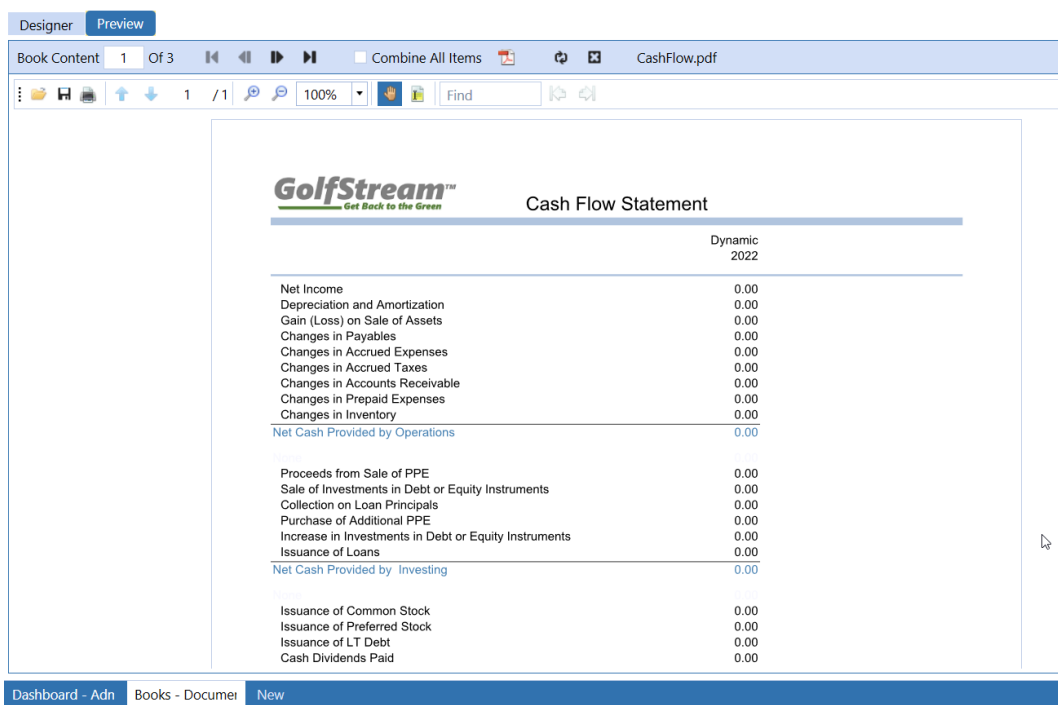 Designer Preview
Book Content 1 Of 3 Combine All Items CashFlow.pdf
1 / 1 100% Find
GolfStream™
Get Back to the Green
Cash Flow Statement
Dynamic
2022
Net Income 0.00
Depreciation and Amortization 0.00
Gain (Loss) on Sale of Assets 0.00
Changes in Payables 0.00
Changes in Accrued Expenses 0.00
Changes in Accrued Taxes 0.00
Changes in Accounts Receivable 0.00
Changes in Prepaid Expenses 0.00
Changes in Inventory 0.00
Net Cash Provided by Operations 0.00
None 0.00
Proceeds from Sale of PPE 0.00
Sale of Investments in Debt or Equity Instruments 0.00
Collection on Loan Principals 0.00
Purchase of Additional PPE 0.00
Increase in Investments in Debt or Equity Instruments 0.00
Issuance of Loans 0.00
Net Cash Provided by Investing 0.00
None 0.00
Issuance of Common Stock 0.00
Issuance of Preferred Stock 0.00
Issuance of LT Debt 0.00
Cash Dividends Paid 0.00
Dashboard - Adn Books - Documer New